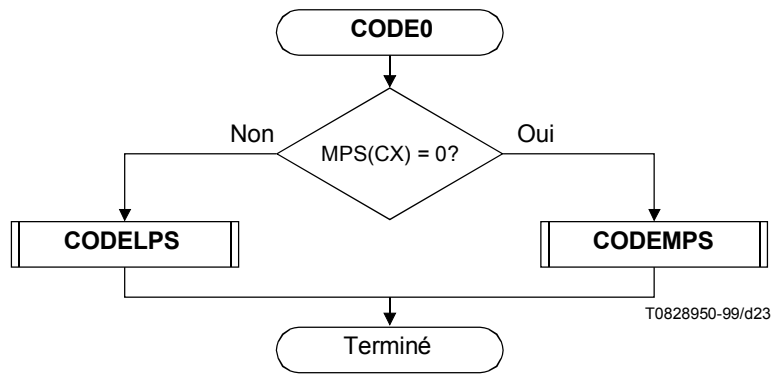 CODE0
Non
Oui
MPS(CX) = 0?
CODELPS
CODEMPS
T0828950-99/d23
Terminé